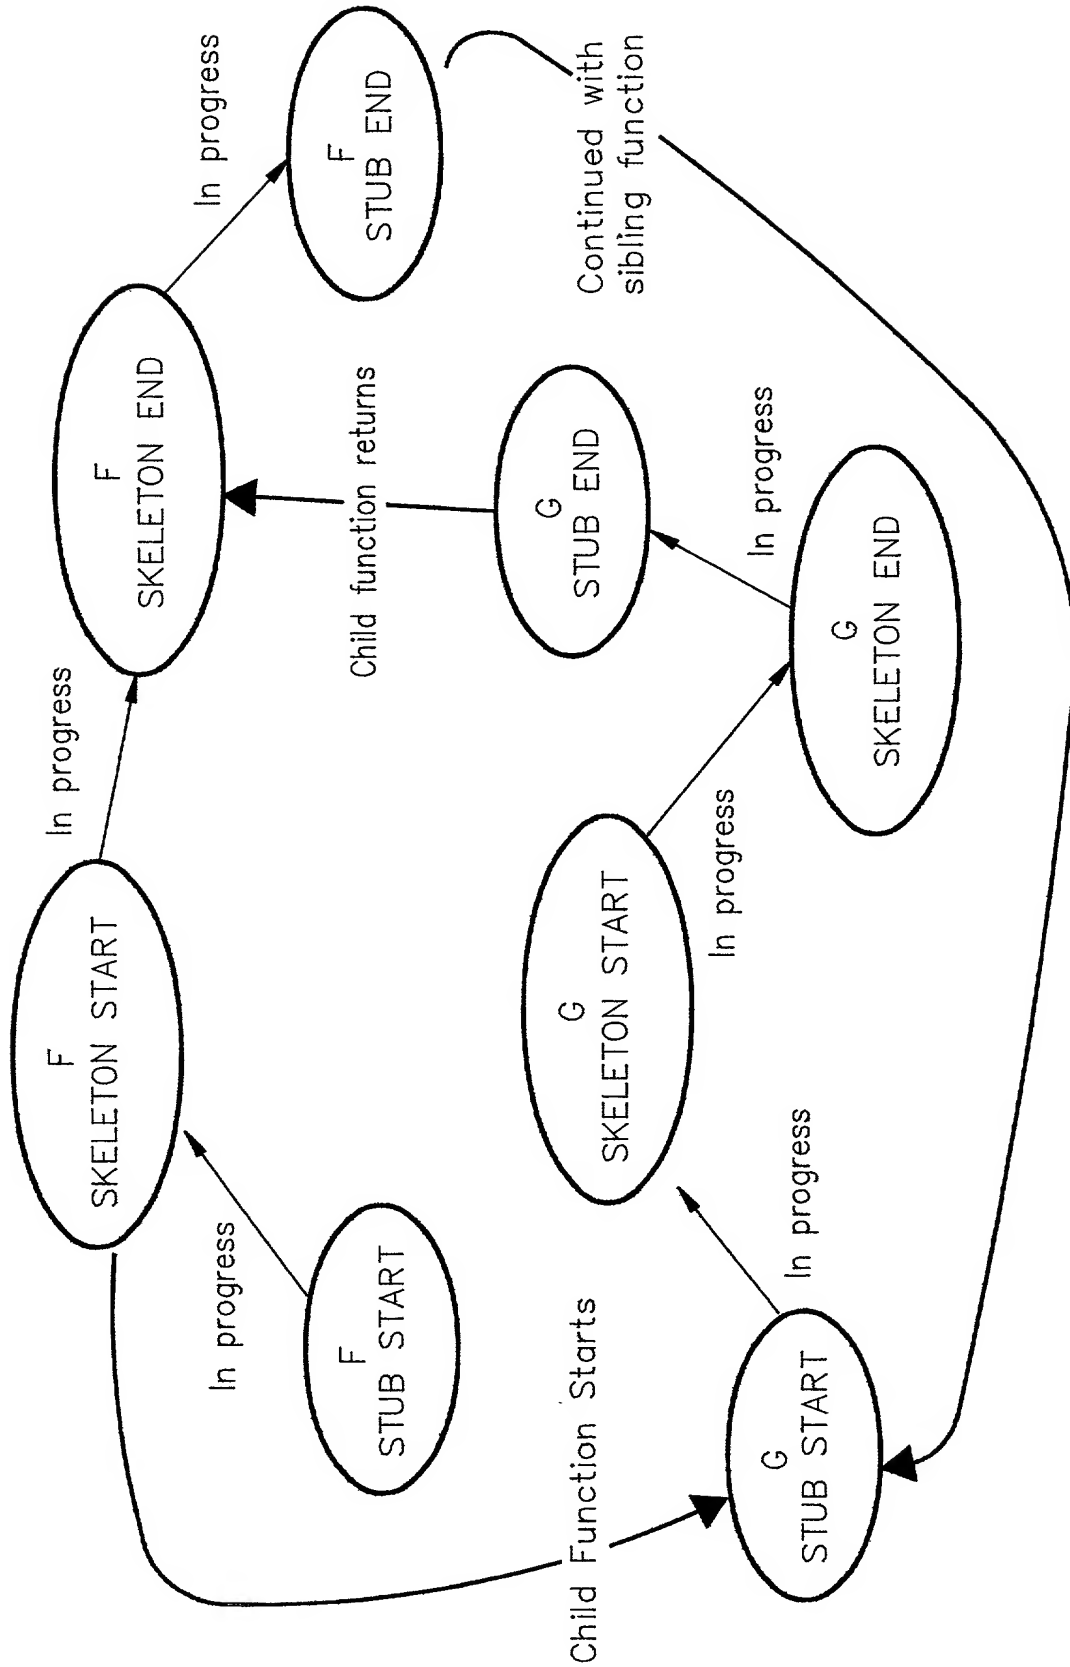 In progress
F
SKELETON START
In progress
F
SKELETON END
In progress
F
STUB START
In progress
F
STUB END
Child function returns
Continued with
sibling function
Child Function Starts
G
SKELETON START
G
STUB END
In progress
In progress
In progress
G
STUB START
G
SKELETON END